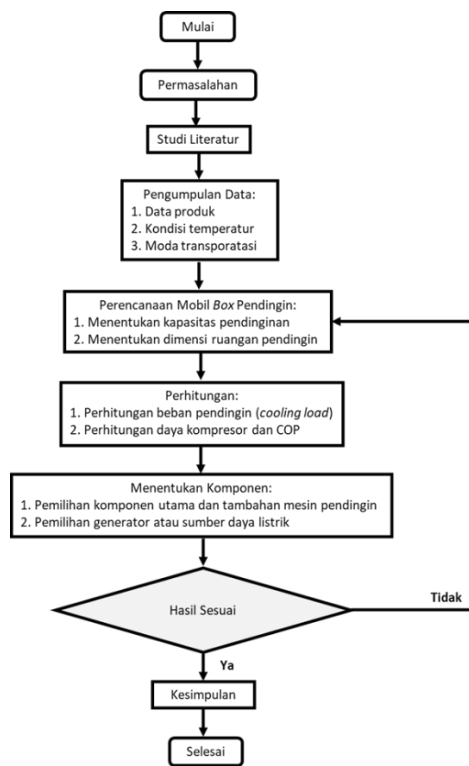 Mulai
Permasalahan
Studi Literatur
Pengumpulan Data:
1. Data produk
2. Kondisi temperatur
3. Moda transporatasi
Perencanaan Mobil Box Pendingin:
1. Menentukan kapasitas pendinginan
2. Menentukan dimensi ruangan pendingin
Perhitungan:
1. Perhitungan beban pendingin (cooling load)
2. Perhitungan daya kompresor dan COP
Menentukan Komponen:
1. Pemilihan komponen utama dan tambahan mesin pendingin
2. Pemilihan generator atau sumber daya listrik
Hasil Sesuai
Tidak
Ya
Kesimpulan
Selesai